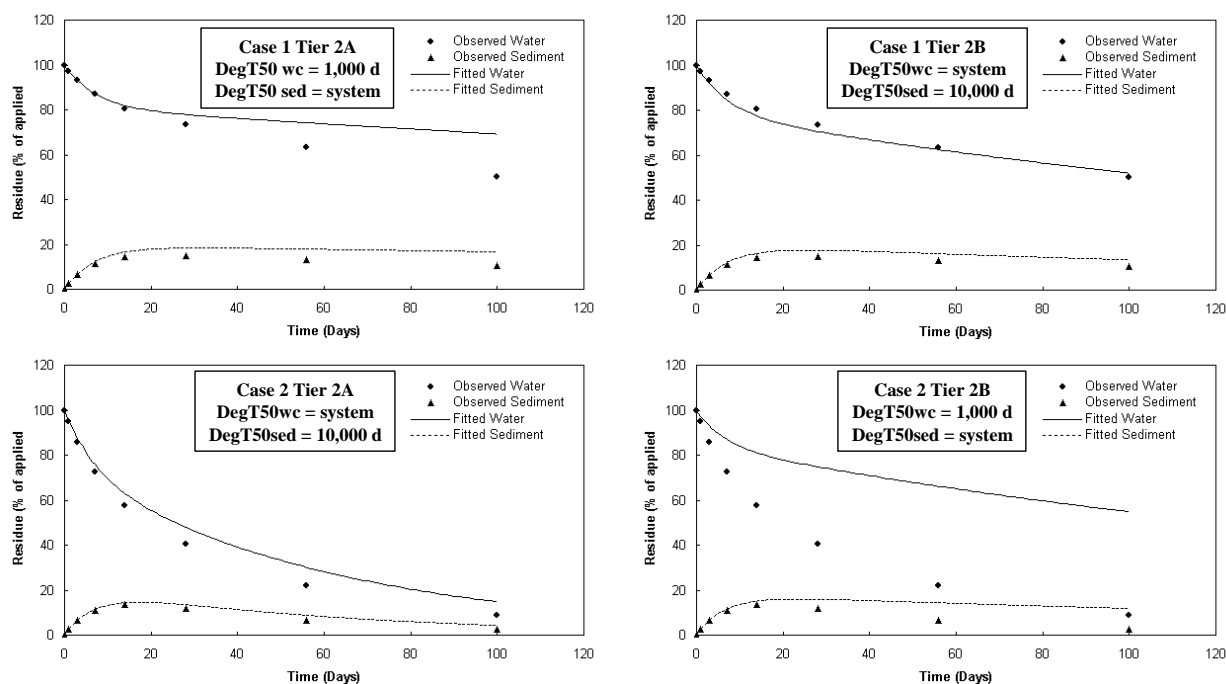 Case 1 Tier 2A
DegT50 wc = 1,000 d
DegT50 sed = system
Observed Water
Observed Sediment
Fitted Water
Fitted Sediment
Residue (% of applied
120
100
80
60
40
20
0
0 20 40 60 80 100 120
Time (Days)
Case 1 Tier 2B
DegT50wc = system
DegT50sed = 10,000 d
Observed Water
Observed Sediment
Fitted Water
Fitted Sediment
Residue (% of applied
120
100
80
60
40
20
0
0 20 40 60 80 100 120
Time (Days)
Case 2 Tier 2A
DegT50wc = system
DegT50sed = 10,000 d
Observed Water
Observed Sediment
Fitted Water
Fitted Sediment
Residue (% of applied
120
100
80
60
40
20
0
0 20 40 60 80 100 120
Time (Days)
Case 2 Tier 2B
DegT50wc = 1,000 d
DegT50sed = system
Observed Water
Observed Sediment
Fitted Water
Fitted Sediment
Residue (% of applied
120
100
80
60
40
20
0
0 20 40 60 80 100 120
Time (Days)